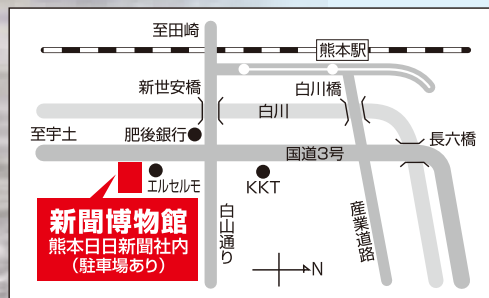 至田崎
熊本駅
新世安橋
白川橋
白川
至宇土
肥後銀行
長六橋
国道3号
エルセルモ
KKT
新聞博物館
熊本日日新聞社内
（駐車場あり）
白山通り
産業道路
N